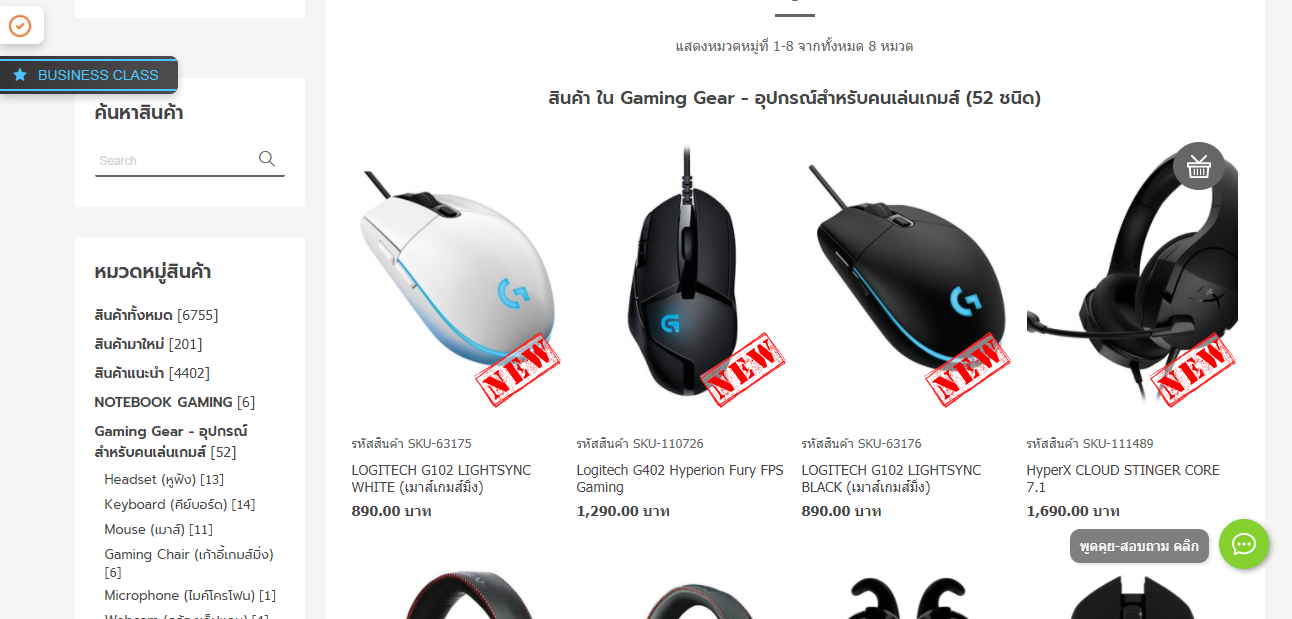 BUSINESS CLASS
ค้นหาสินค้า
Search
หมวดหมู่สินค้า
สินค้าทั้งหมด [6755]
สินค้ามาใหม่ [201]
สินค้าแนะนำ [4402]
NOTEBOOK GAMING [6]
Gaming Gear - อุปกรณ์
สำหรับคนเล่นเกมส์ [52]
Headset (หูฟัง) [13]
Keyboard (คีย์บอร์ด) [14]
Mouse (เมาส์) [11]
Gaming Chair (เก้าอี้เกมส์มิ่ง)
[6]
Microphone (ไมค์โครโฟน) [1]
แสดงหมวดหมู่ที่ 1-8 จากทั้งหมด 8 หมวด
สินค้า ใน Gaming Gear - อุปกรณ์สำหรับคนเล่นเกมส์ (52 ชนิด)
NEW
NEW
NEW
NEW
รหัสสินค้า SKU-63175
LOGITECH G102 LIGHTSYNC
WHITE (เมาส์เกมส์มิ่ง)
890.00 บาท
รหัสสินค้า SKU-110726
Logitech G402 Hyperion Fury FPS
Gaming
1,290.00 บาท
รหัสสินค้า SKU-63176
LOGITECH G102 LIGHTSYNC
BLACK (เมาส์เกมส์มิ่ง)
890.00 บาท
รหัสสินค้า SKU-111489
HyperX CLOUD STINGER CORE
7.1
1,690.00 บาท
พูดคุย-สอบถาม คลิก